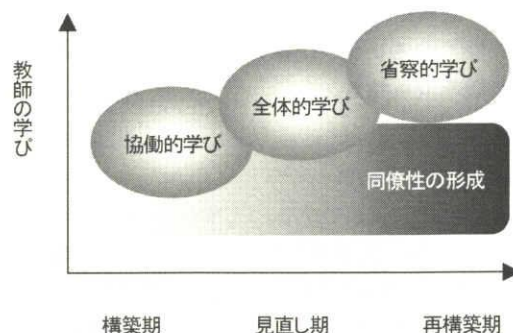 教師の学び
協働的学び
全体的学び
省察的学び
同僚性の形成
構築期
見直し期
再構築期